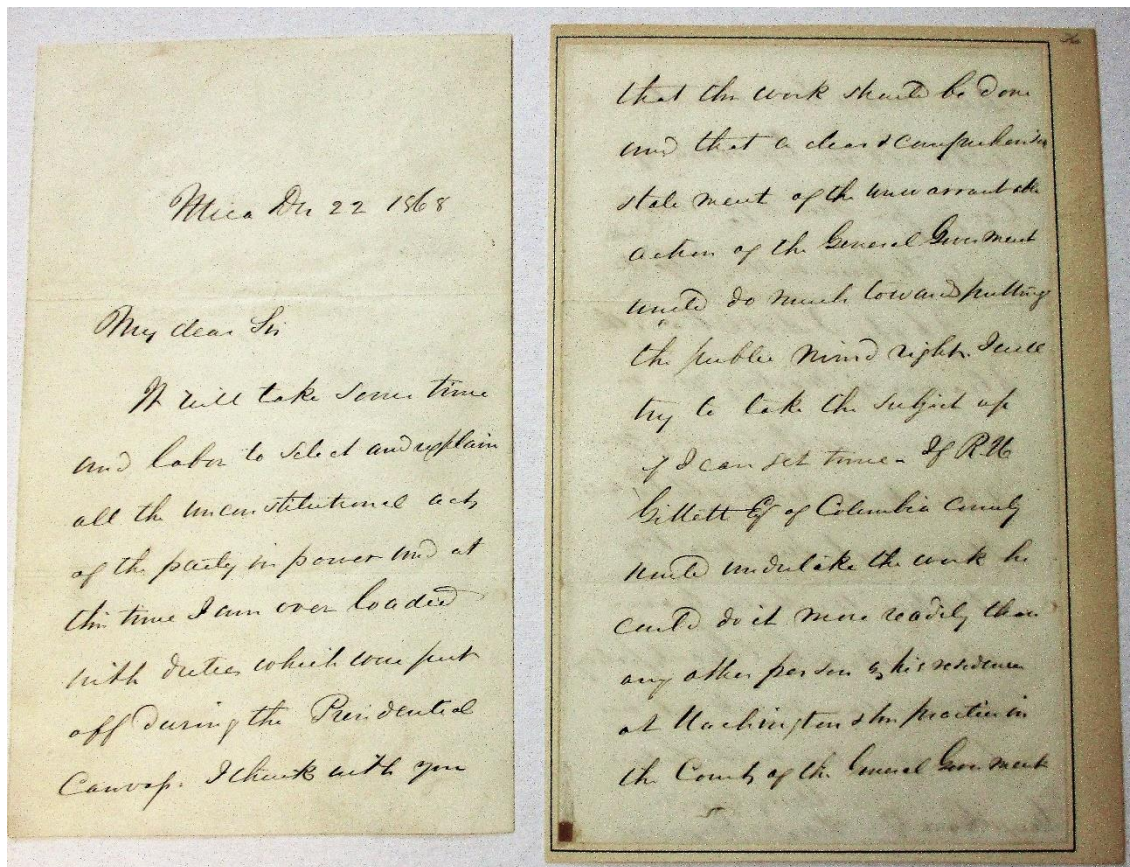 Utica Dec 22 1868
My dear Sir
It will take some time
and labor to select and explain
all the unconstitutional acts
of the party in power and at
this time I am over loaded
with duties which were put
off during the Presidential
Canvass. I think with you
that this work should be done
and that a clear & comprehensive
state ment of the unwarrantable
action of the General Government
would do much toward putting
the public mind right. I will
try to take the subject up
if I can get time - If R. H.
Gillett Esq of Columbia County
would undertake the work he
could do it more readily than
any other person by his residence
at Washington & his practice in
the Courts of the General Government